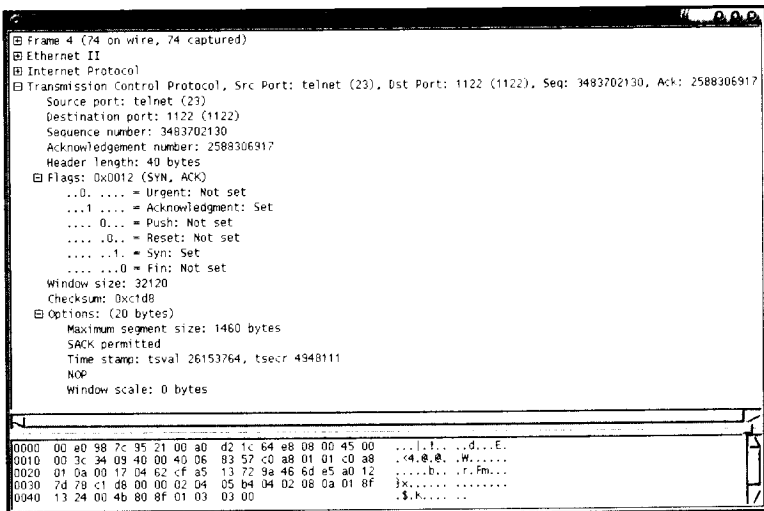 Frame 4 (74 on wire, 74 captured)
Ethernet II
Internet Protocol
Transmission Control Protocol, Src Port: telnet (23), Dst Port: 1122 (1122), Seq: 3483702130, Ack: 2588306917
Source port: telnet (23)
Destination port: 1122 (1122)
Sequence number: 3483702130
Acknowledgement number: 2588306917
Header length: 40 bytes
Flags: 0x0012 (SYN, ACK)
..0. .... = Urgent: Not set
...1 .... = Acknowledgment: Set
.... 0... = Push: Not set
.... .0.. = Reset: Not set
.... ..1. = Syn: Set
.... ...0 = Fin: Not set
Window size: 32120
Checksum: 0xc1d8
Options: (20 bytes)
Maximum segment size: 1460 bytes
SACK permitted
Time stamp: tsval 26153764, tsecr 4948111
NOP
Window scale: 0 bytes
0000 00 e0 98 7c 95 21 00 a0 d2 1c 64 e8 08 00 45 00 ...|.!.. ..d...E.
0010 00 3c 34 09 40 00 40 06 83 57 c0 a8 01 01 c0 a8 .<4.@.@. .W......
0020 01 0a 00 17 04 62 cf a5 13 72 9a 46 6d e5 a0 12 .....b.. .r.Fm...
0030 7d 78 c1 d8 00 00 02 04 05 b4 04 02 08 0a 01 8f }x...... ........
0040 13 24 00 4b 80 8f 01 03 03 00 .$.K.... ..